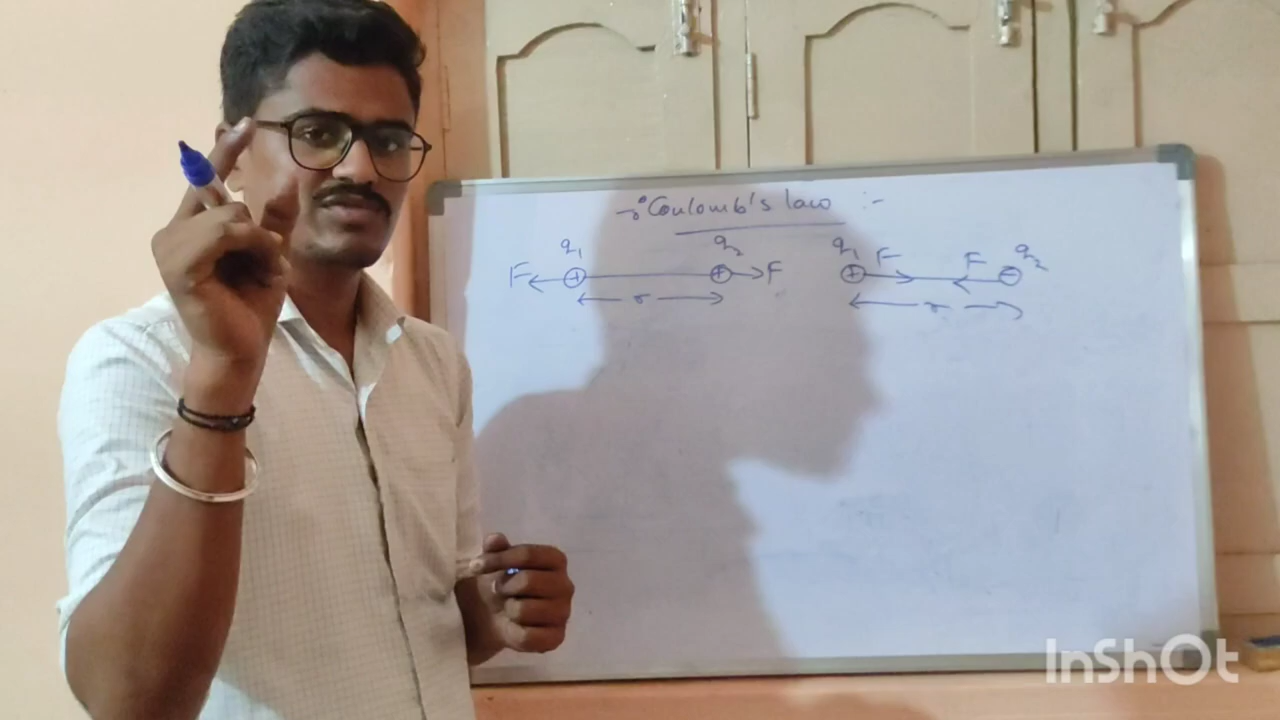 Coulomb's law :-
q1 q2 q1 F F q2
F + + F + -
r r
InShOt